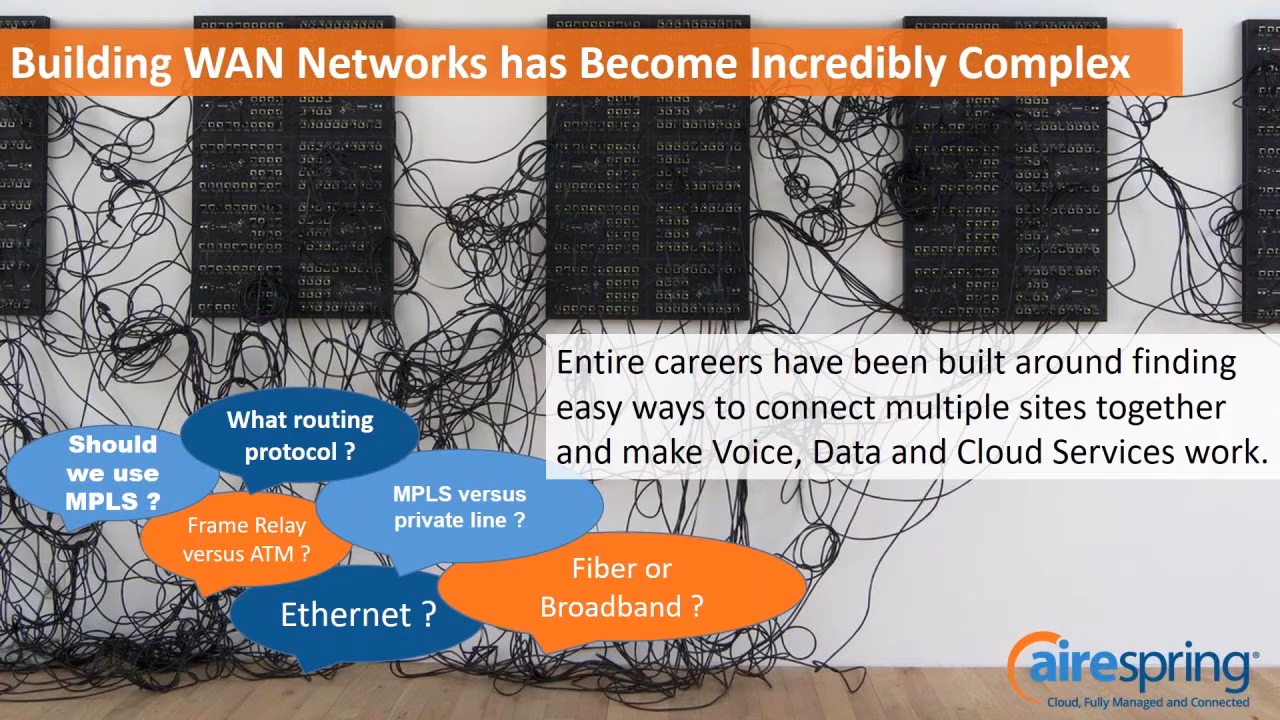 Building WAN Networks has Become Incredibly Complex
Entire careers have been built around finding
easy ways to connect multiple sites together
and make Voice, Data and Cloud Services work.
What routing
protocol ?
Should
we use
MPLS ?
MPLS versus
private line ?
Frame Relay
versus ATM ?
Fiber or
Broadband ?
Ethernet ?
airespring®
Cloud, Fully Managed and Connected